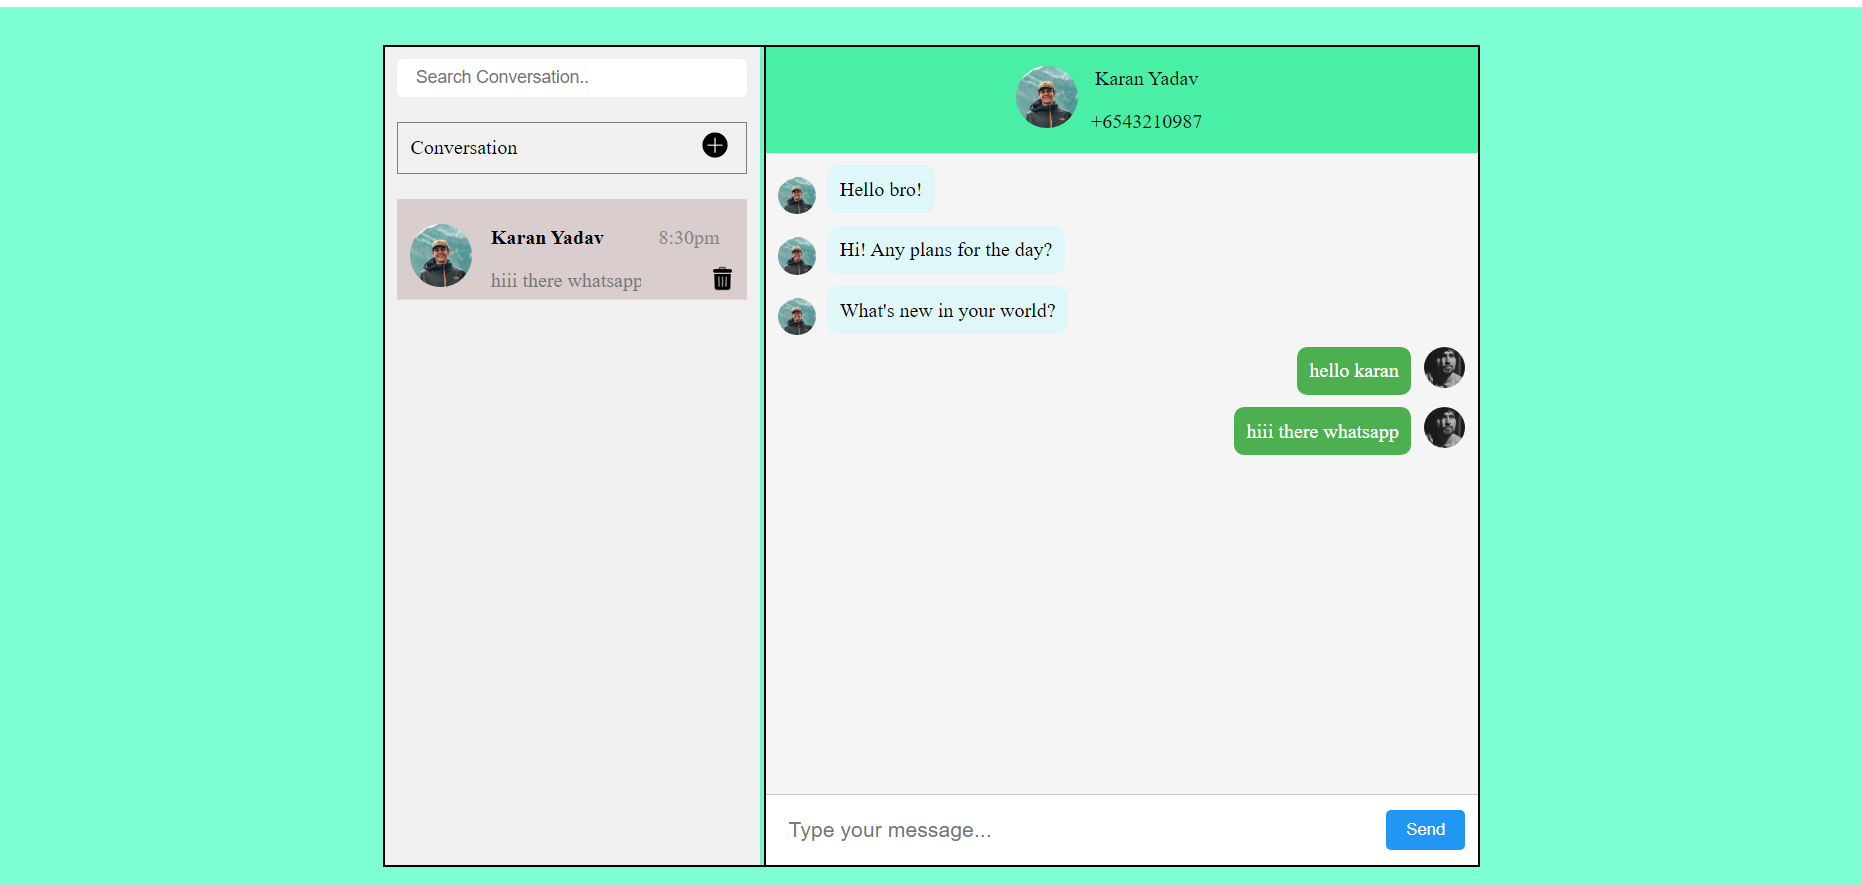 Search Conversation..
Conversation
Karan Yadav 8:30pm
hiii there whatsapp
Karan Yadav
+6543210987
Hello bro!
Hi! Any plans for the day?
What's new in your world?
hello karan
hiii there whatsapp
Type your message...
Send